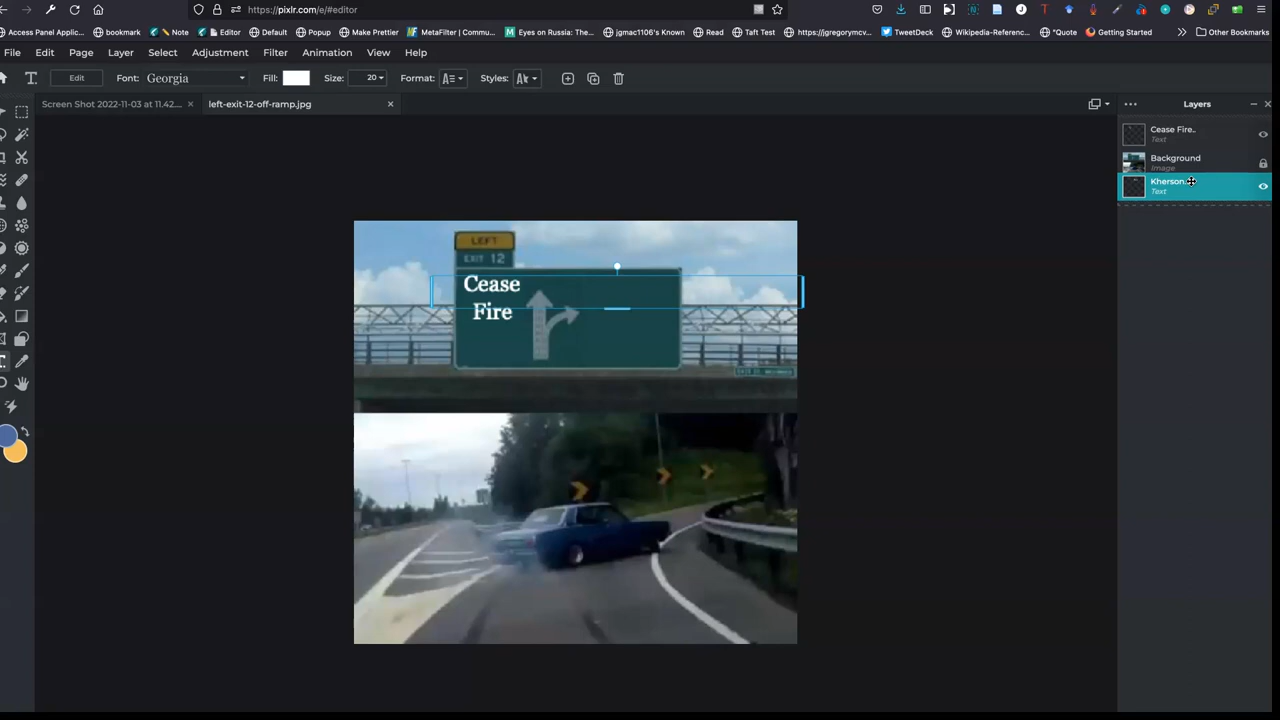 https://pixlr.com/e/#editor
Access Panel Applic... bookmark Note Editor Default Popup Make Prettier MetaFilter | Commu... Eyes on Russia: The... jgmac1106's Known Read Taft Test https://gregorymcv... TweetDeck Wikipedia-Referenc... "Quote Getting Started Other Bookmarks
File Edit Page Layer Select Adjustment Filter Animation View Help
Edit Font: Georgia Fill: Size: 20 Format: Styles:
Screen Shot 2022-11-03 at 11.42.... left-exit-12-off-ramp.jpg Layers
Cease Fire..
Text
Background
Image
Kherson
Text
LEFT
EXIT 12
Cease
Fire